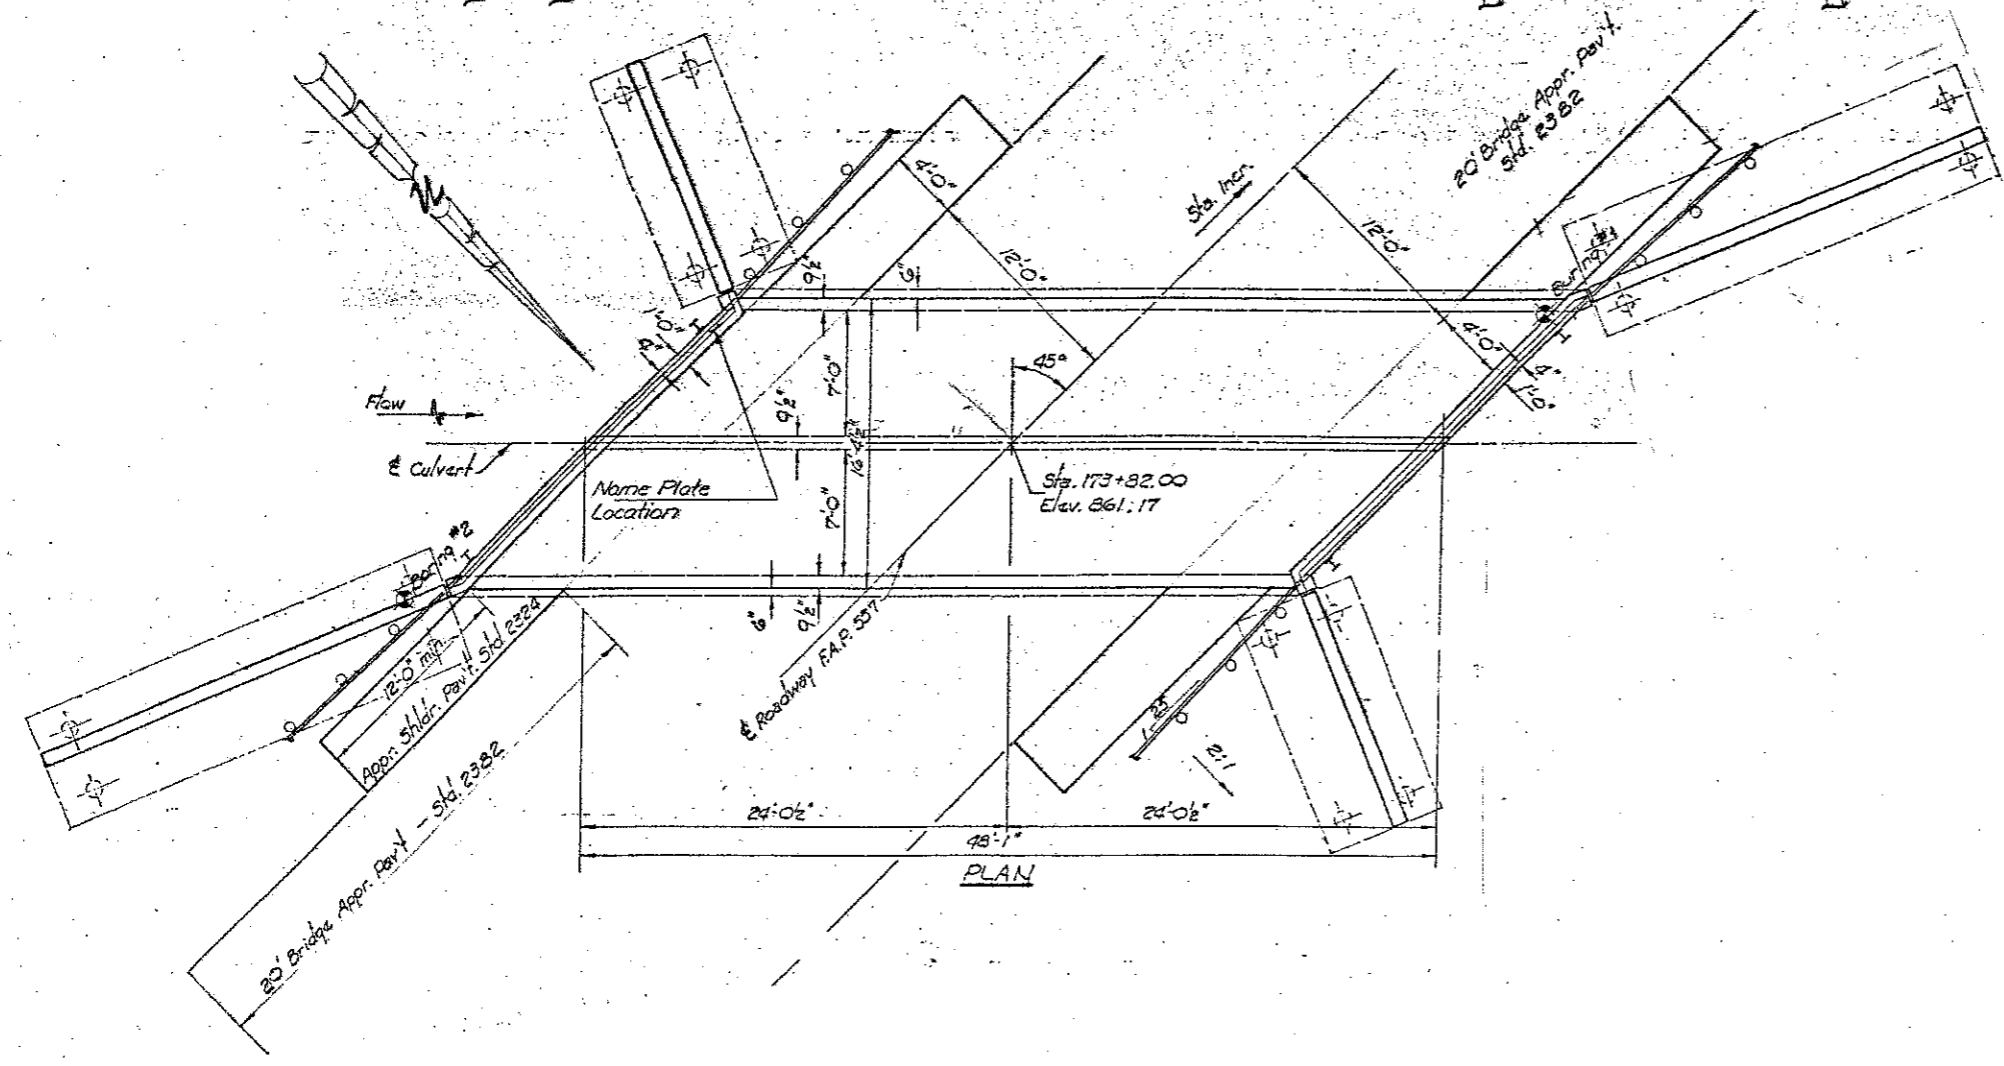 20' Bridge Appr. Pav't.
Std. 2382
Sta. Incr.
4'-0"
12'-0"
12'-0"
9½"
6"
1'-0"
4"
4'-0"
4"
1'-0"
45°
7'-0"
9½"
16'-4½"
Flow
℄ Culvert
Name Plate
Location
Sta. 173+82.00
Elev. 861.17
7'-0"
Boring #2
6"
9½"
℄ Roadway F.A.P. 557
12'-0" min.
Appr. Shldr. Pav't. Std. 2324
20' Bridge Appr. Pav't - Std. 2382
25'
2:1
24'-0½"
24'-0½"
48'-1"
PLAN